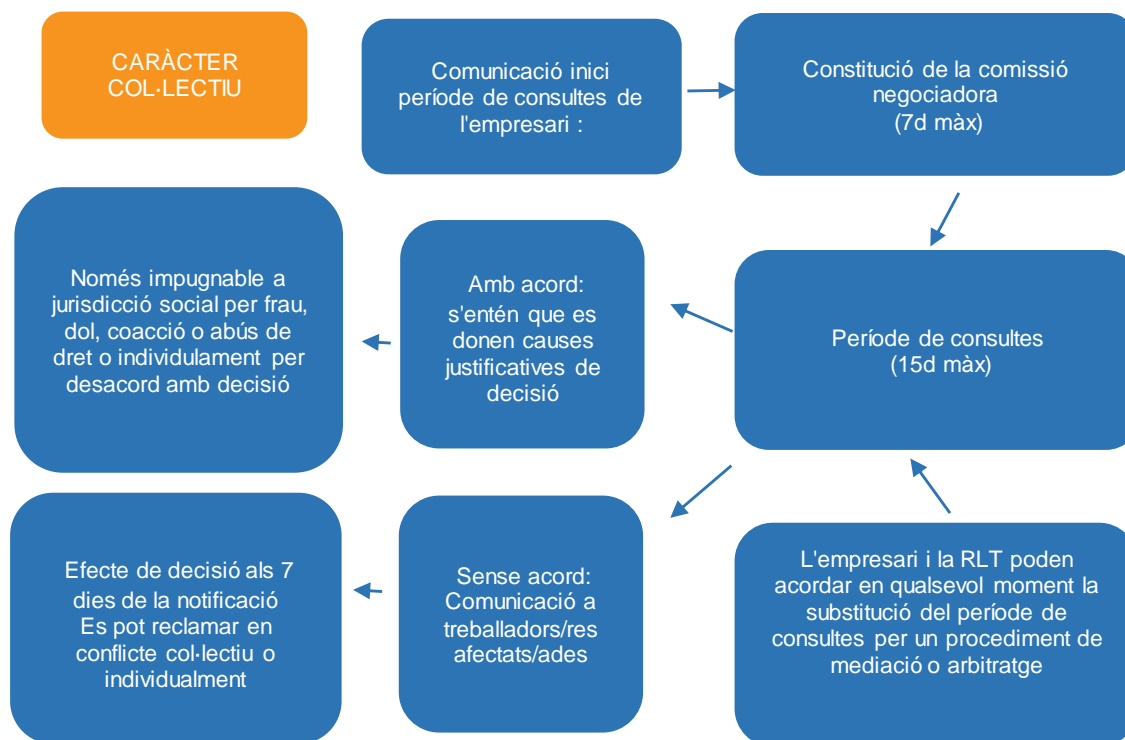 CARÀCTER
COL·LECTIU
Comunicació inici
període de consultes de
l'empresari :
Constitució de la comissió
negociadora
(7d màx)
Període de consultes
(15d màx)
Amb acord:
s'entén que es
donen causes
justificatives de
decisió
Només impugnable a
jurisdicció social per frau,
dol, coacció o abús de
dret o individulament per
desacord amb decisió
L'empresari i la RLT poden
acordar en qualsevol moment la
substitució del període de
consultes per un procediment de
mediació o arbitratge
Sense acord:
Comunicació a
treballadors/res
afectats/ades
Efecte de decisió als 7
dies de la notificació
Es pot reclamar en
conflicte col·lectiu o
individualment